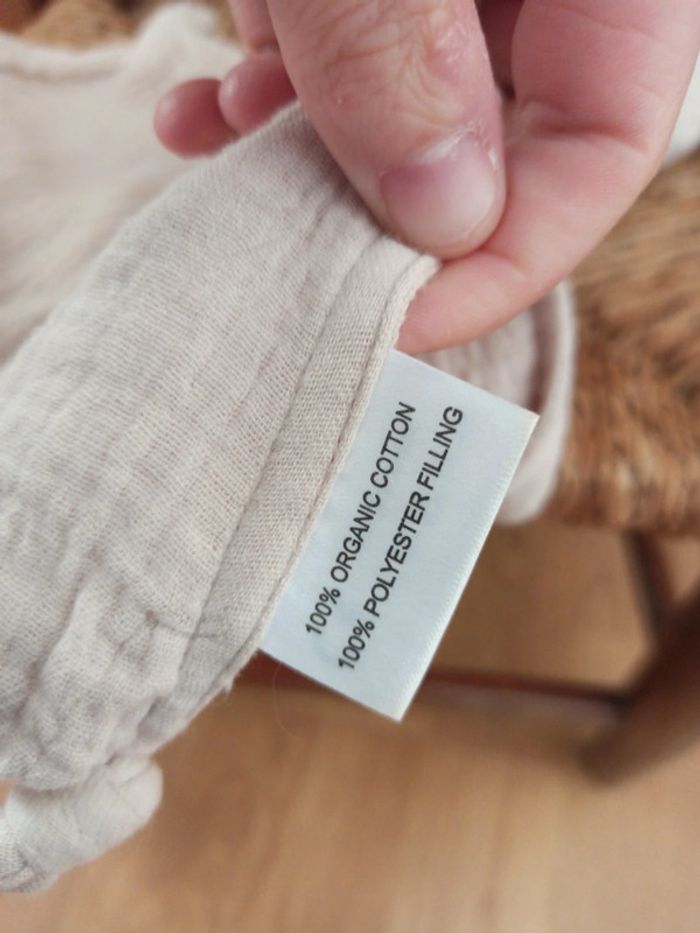 100% ORGANIC COTTON
100% POLYESTER FILLING